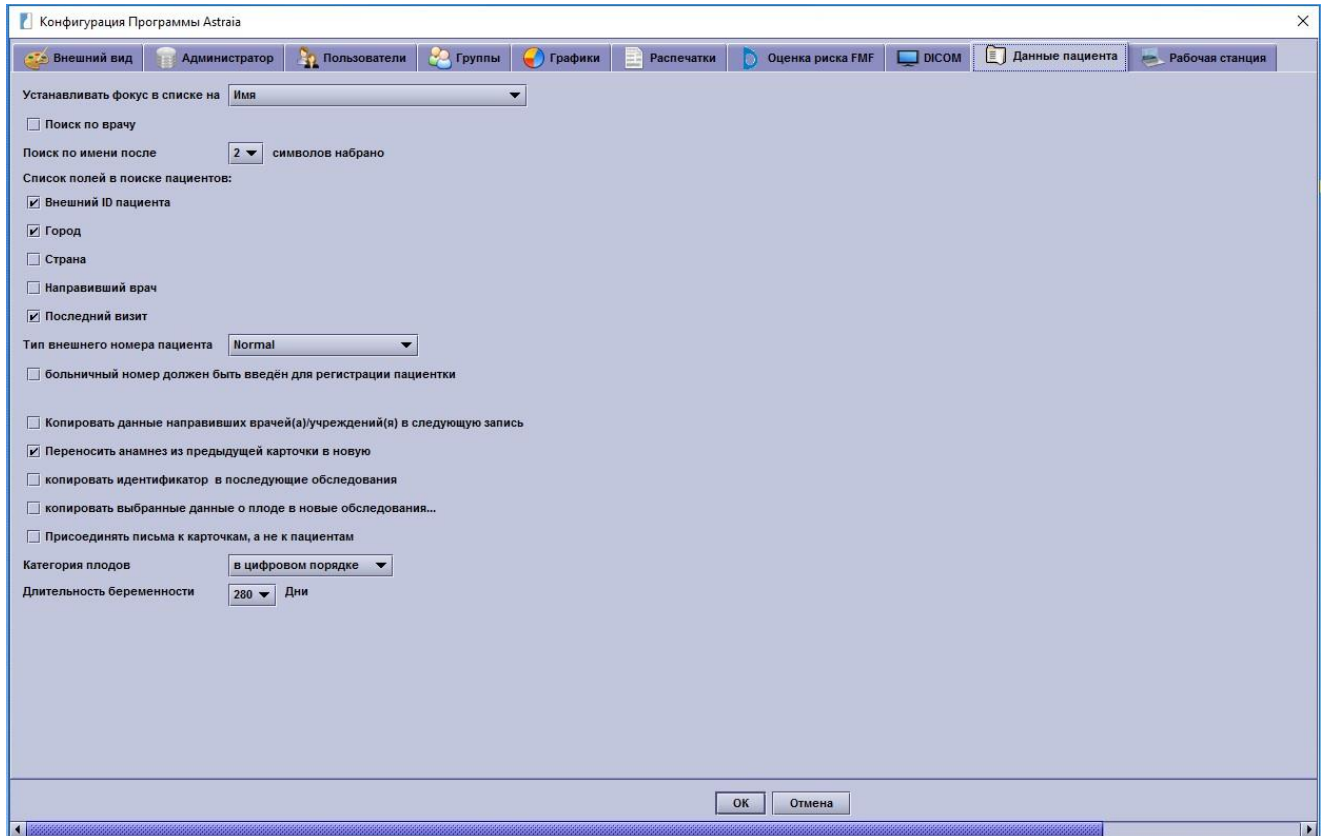 Конфигурация Программы Astraia
Внешний вид Администратор Пользователи Группы Графики Распечатки Оценка риска FMF DICOM Данные пациента Рабочая станция
Устанавливать фокус в списке на Имя
Поиск по врачу
Поиск по имени после 2 символов набрано
Список полей в поиске пациентов:
Внешний ID пациента
Город
Страна
Направивший врач
Последний визит
Тип внешнего номера пациента Normal
больничный номер должен быть введён для регистрации пациентки
Копировать данные направивших врачей(а)/учреждений(я) в следующую запись
Переносить анамнез из предыдущей карточки в новую
копировать идентификатор в последующие обследования
копировать выбранные данные о плоде в новые обследования...
Присоединять письма к карточкам, а не к пациентам
Категория плодов в цифровом порядке
Длительность беременности 280 Дни
ОК Отмена